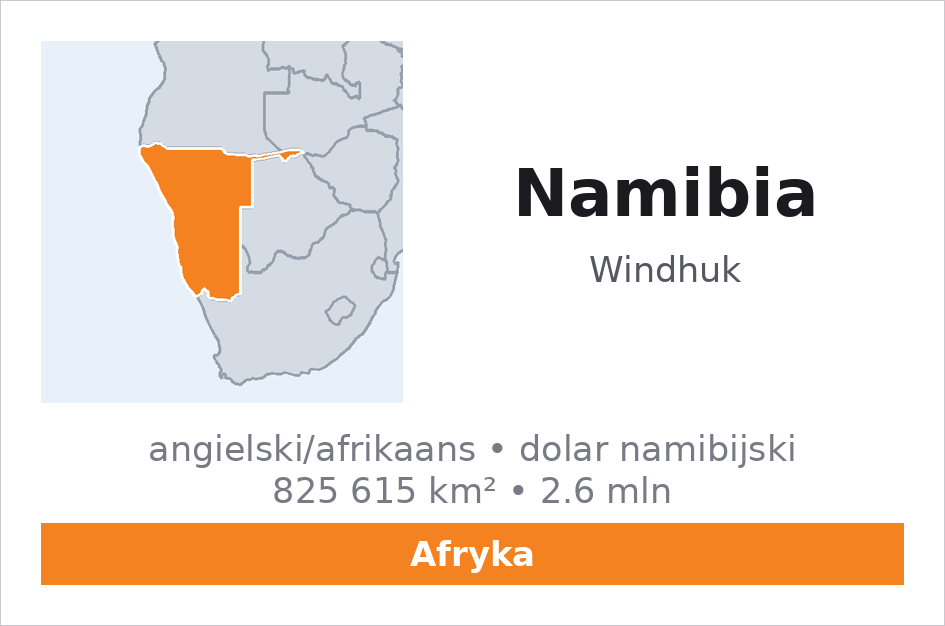 Namibia
Windhuk
angielski/afrikaans • dolar namibijski
825 615 km² • 2.6 mln
Afryka